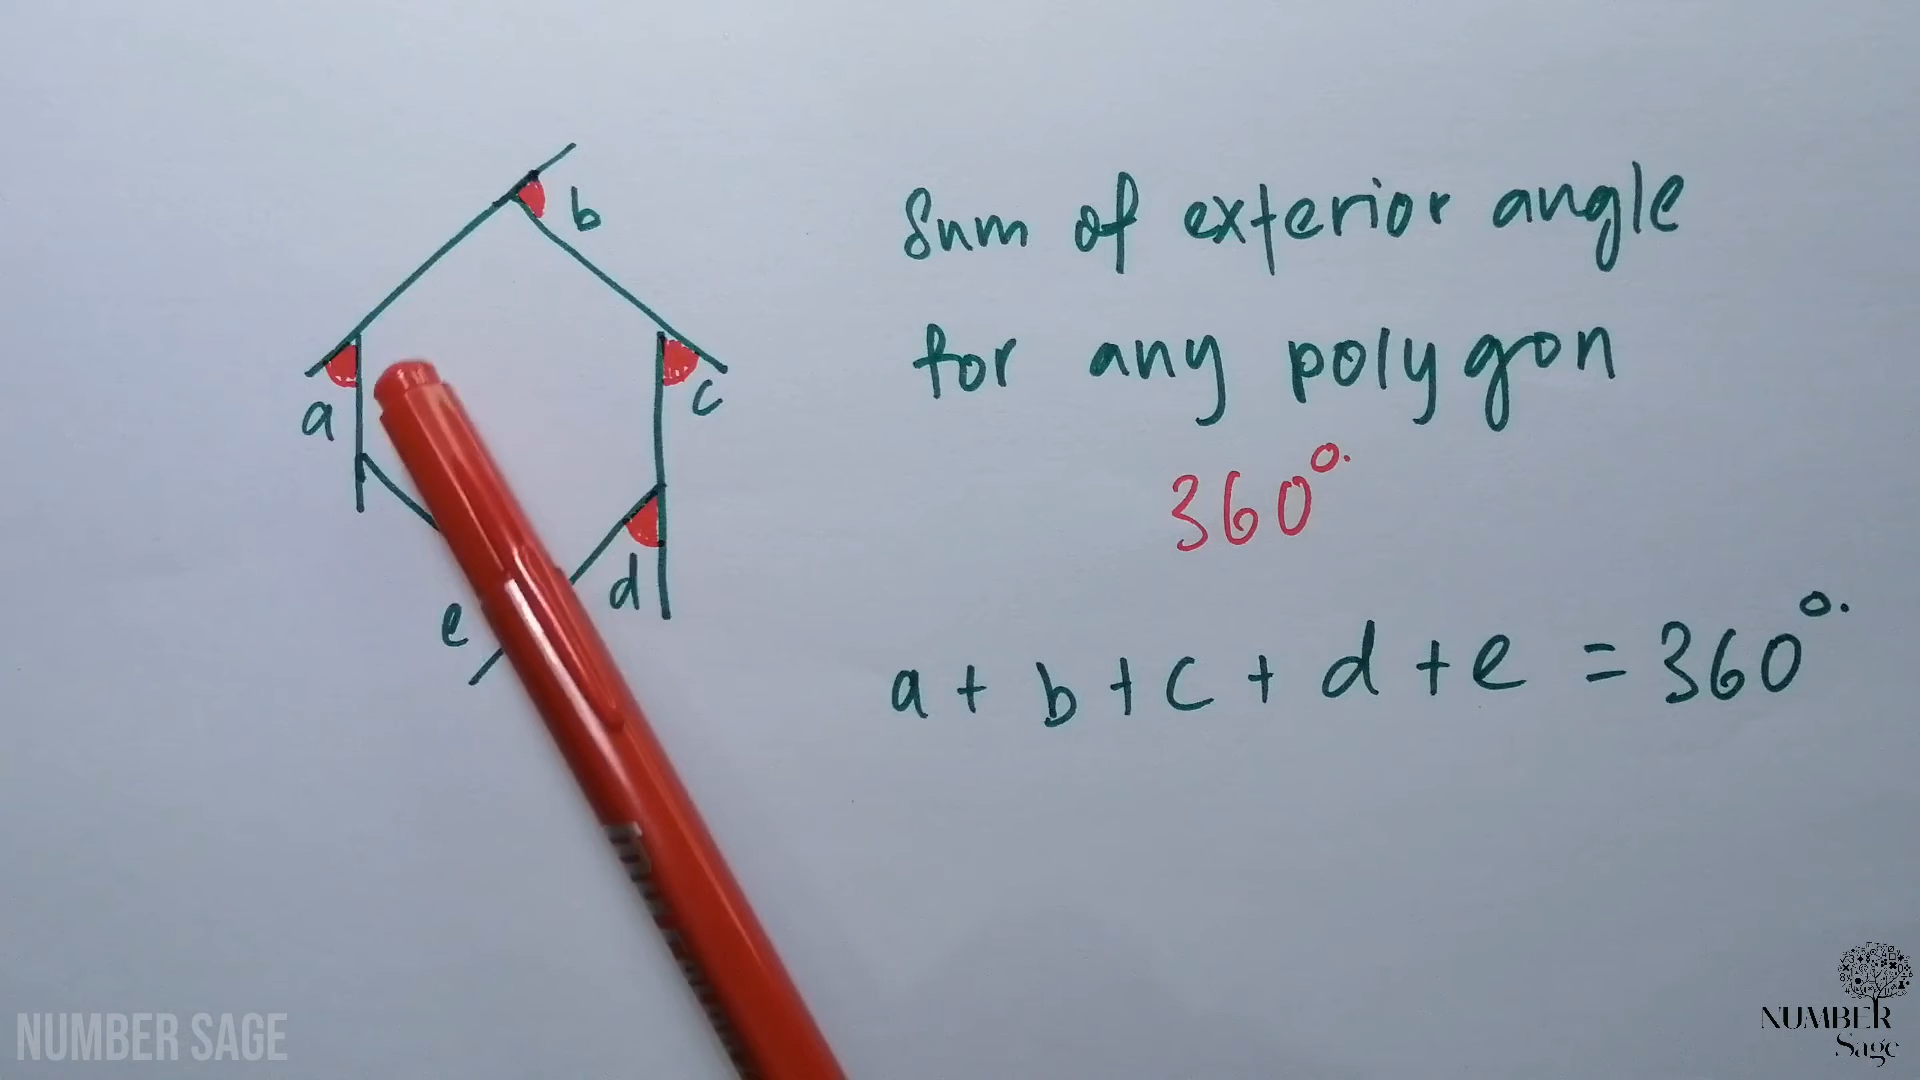 b
Sum of exterior angle
for any polygon
360°.
a
c
d
e
a + b + c + d + e = 360°.
NUMBER SAGE
NUMBER
Sage